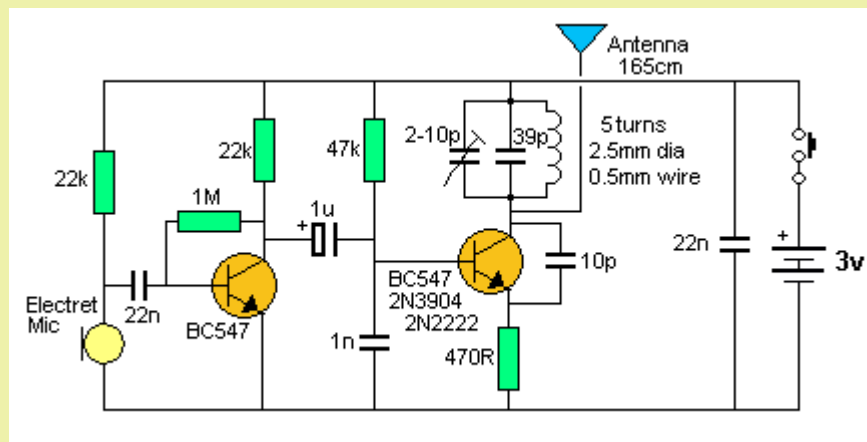 Antenna
165cm
22k
1M
22k
1u
+
47k
2-10p
39p
5turns
2.5mm dia
0.5mm wire
22n
+
3v
Electret
Mic
22n
BC547
1n
BC547
2N3904
2N2222
10p
470R